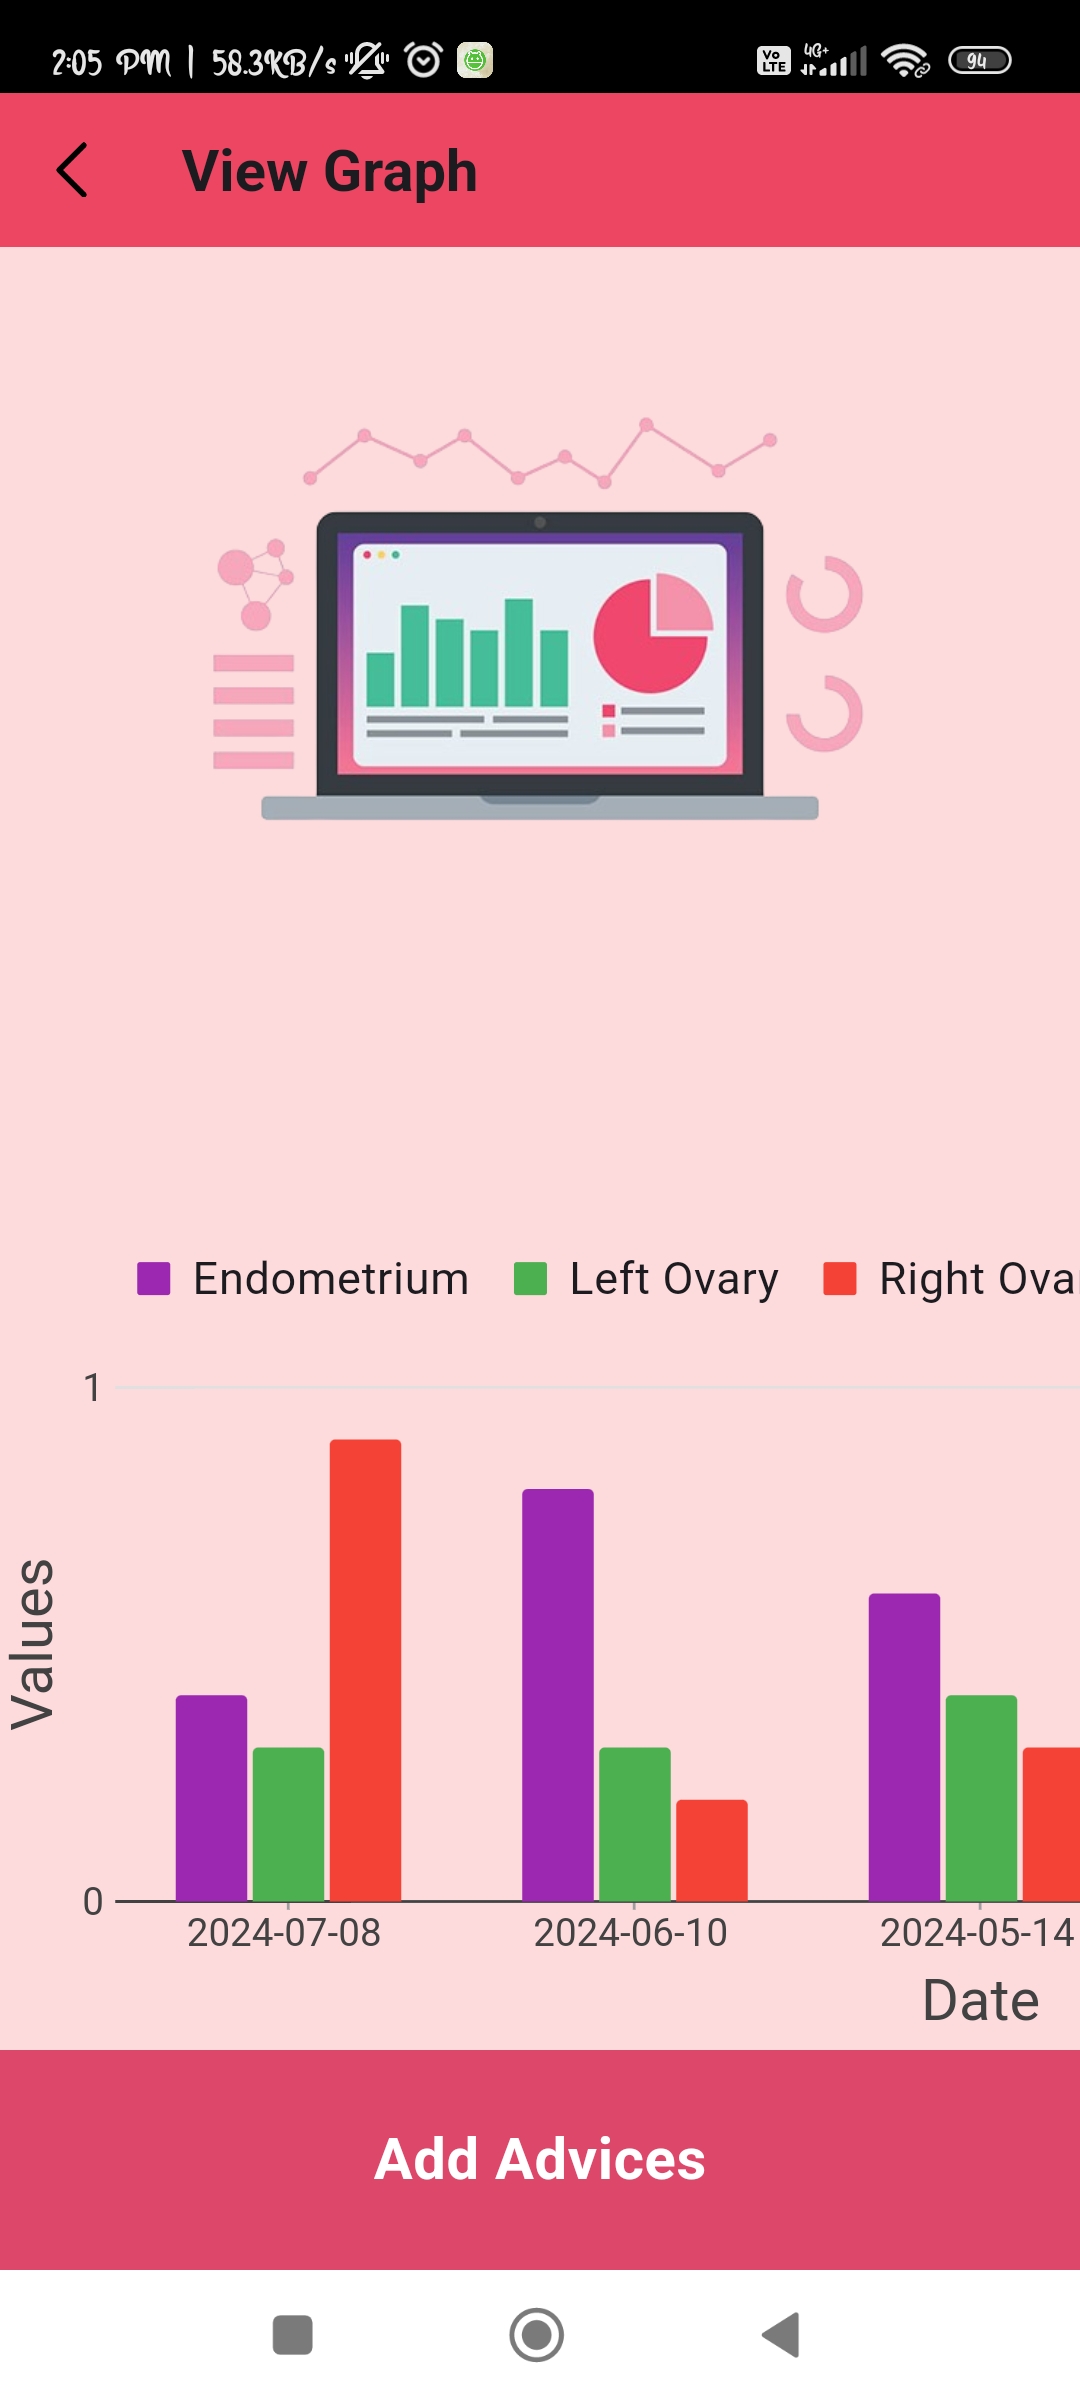 2:05 PM | 58.3KB/s Vo LTE 4G+ 94
View Graph
Endometrium Left Ovary Right Ova
1
Values
0
2024-07-08 2024-06-10 2024-05-14
Date
Add Advices